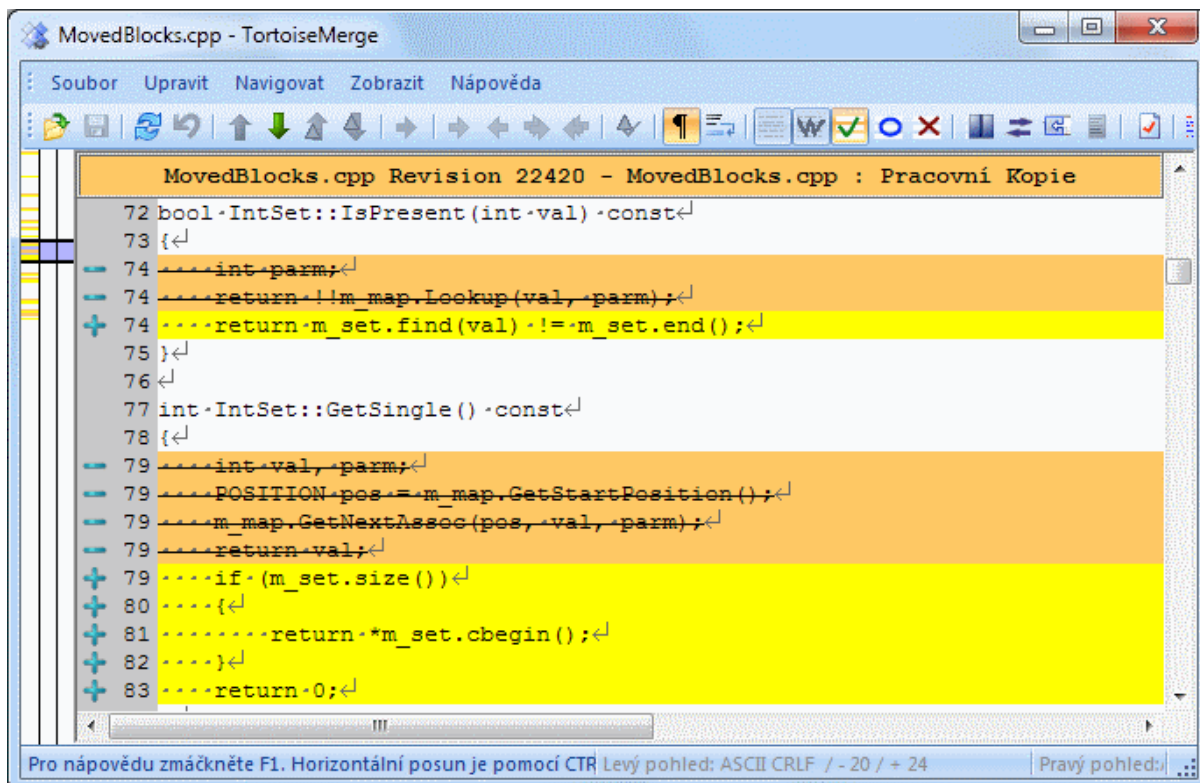 MovedBlocks.cpp - TortoiseMerge
Soubor Upravit Navigovat Zobrazit Nápověda
MovedBlocks.cpp Revision 22420 - MovedBlocks.cpp : Pracovní Kopie
72 bool·IntSet::IsPresent(int·val)·const↵
73 {↵
74 ····int·parm;↵
74 ····return·!!m_map.Lookup(val,·parm);↵
74 ····return·m_set.find(val)·!=·m_set.end();↵
75 }↵
76 ↵
77 int·IntSet::GetSingle()·const↵
78 {↵
79 ····int·val,·parm;↵
79 ····POSITION·pos·=·m_map.GetStartPosition();↵
79 ····m_map.GetNextAssoc(pos,·val,·parm);↵
79 ····return·val;↵
79 ····if·(m_set.size())↵
80 ····{↵
81 ········return·*m_set.cbegin();↵
82 ····}↵
83 ····return·0;↵
Pro nápovědu zmáčkněte F1. Horizontální posun je pomocí CTR Levý pohled: ASCII CRLF / - 20 / + 24 Pravý pohled: